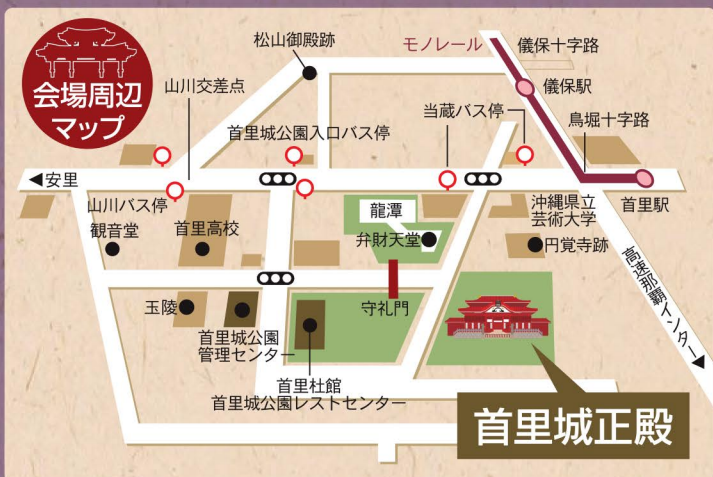 会場周辺
マップ
松山御殿跡
モノレール
儀保十字路
儀保駅
山川交差点
首里城公園入口バス停
当蔵バス停
鳥堀十字路
◀安里
山川バス停
観音堂
首里高校
龍潭
弁財天堂
沖縄県立
芸術大学
首里駅
円覚寺跡
高速那覇インター
玉陵
首里城公園
管理センター
守礼門
首里杜館
首里城公園レストセンター
首里城正殿